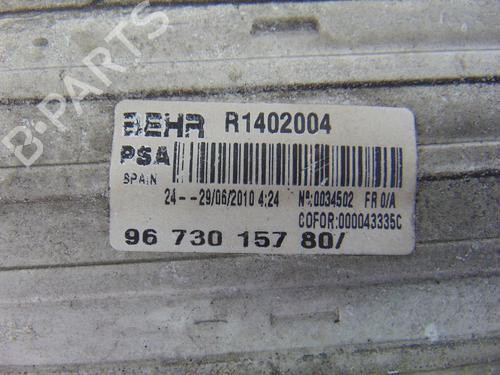 B-PARTS
BEHR R1402004
PSA
SPAIN
24--29/06/2010 4:24 Nº:0034502 FR 0/A
COFOR:000043335C
96 730 157 80/